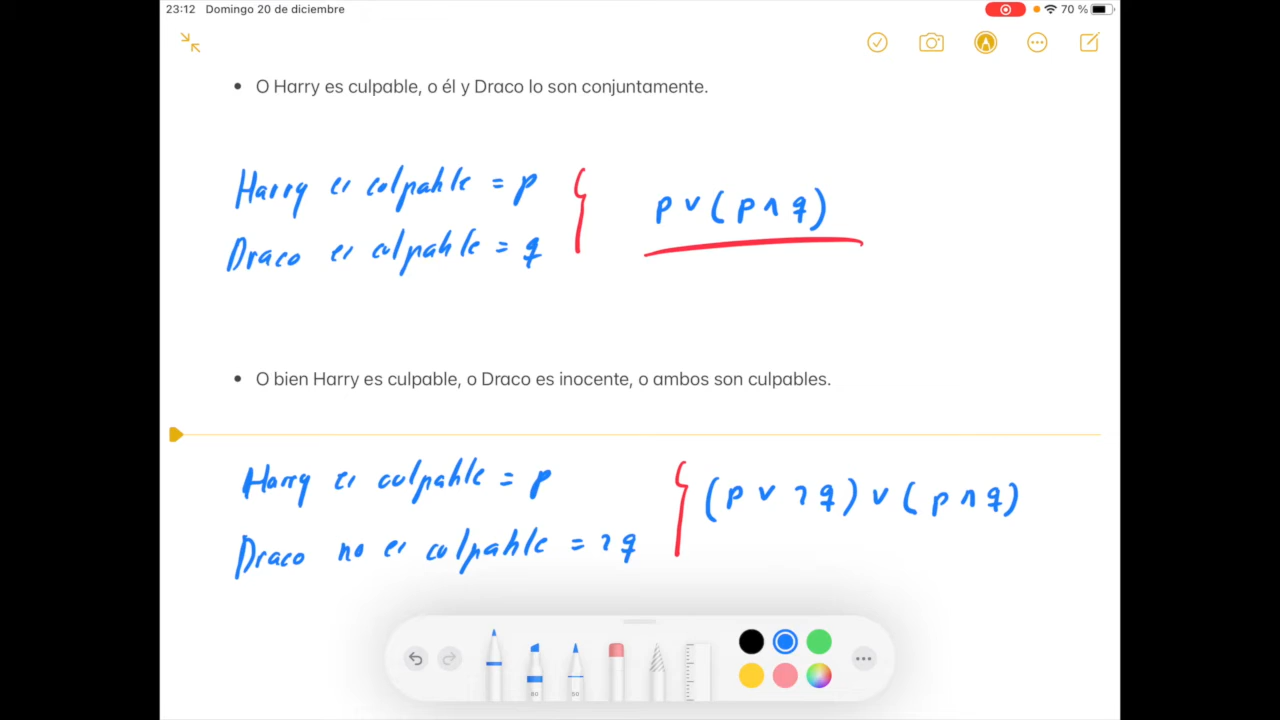 23:12 Domingo 20 de diciembre 70 %
• O Harry es culpable, o él y Draco lo son conjuntamente.
Harry es culpable = p
p ∨ ( p ∧ q )
Draco es culpable = q
• O bien Harry es culpable, o Draco es inocente, o ambos son culpables.
Harry es culpable = p
( p ∨ ¬ q ) ∨ ( p ∧ q )
Draco no es culpable = ¬ q
80 50